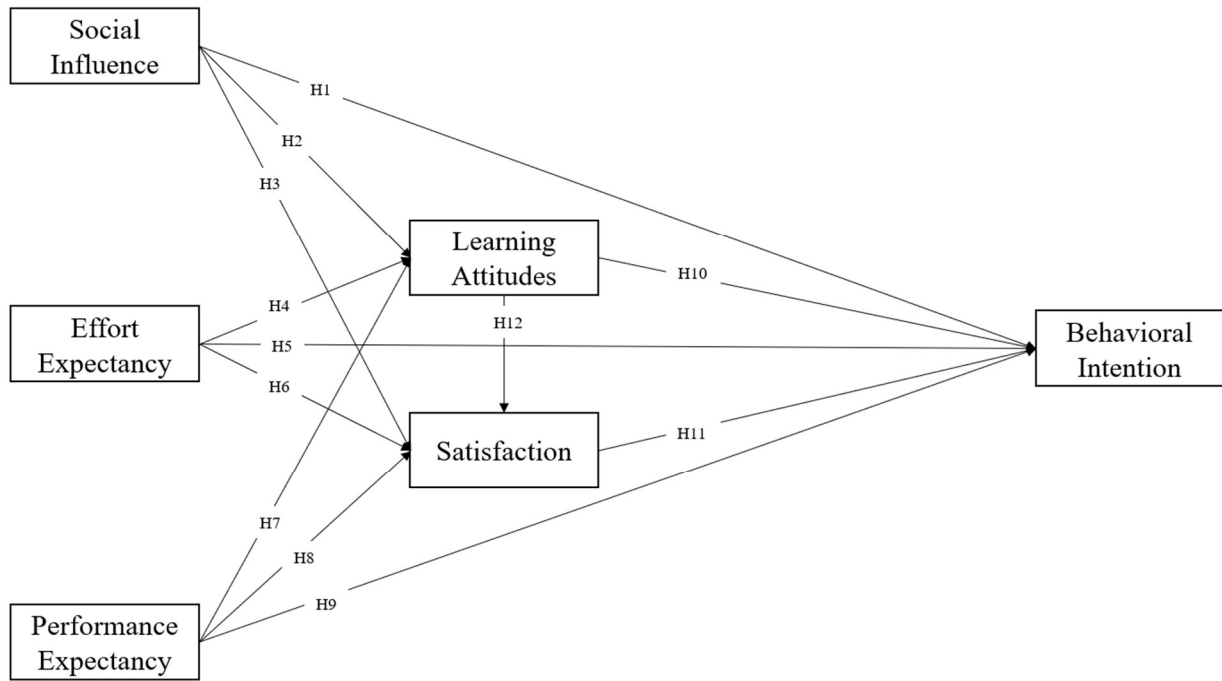 Social
Influence
H1
H2
H3
Learning
Attitudes
H10
H4
H12
Effort
Expectancy
H5
Behavioral
Intention
H6
Satisfaction
H11
H7
H8
H9
Performance
Expectancy